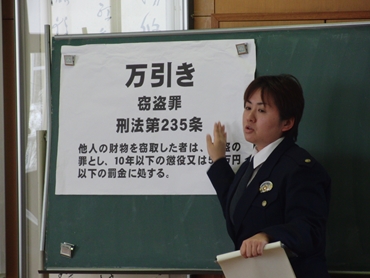 万引き
窃盗罪
刑法第235条
他人の財物を窃取した者は、
罪とし、10年以下の懲役又は5 円
以下の罰金に処する。